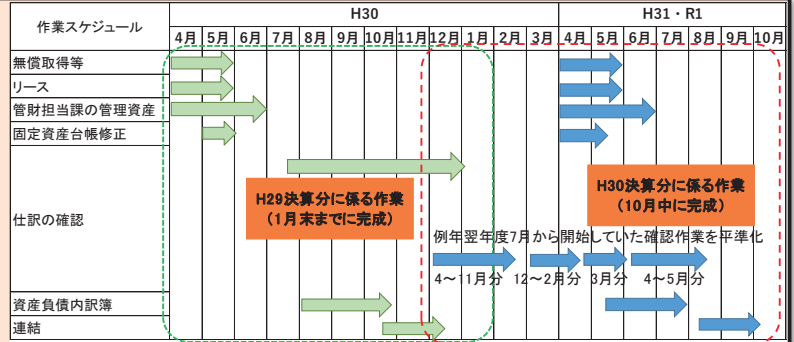 作業スケジュール
H30
H31・R1
4月 5月 6月 7月 8月 9月 10月 11月 12月 1月 2月 3月 4月 5月 6月 7月 8月 9月 10月
無償取得等
リース
管財担当課の管理資産
固定資産台帳修正
仕訳の確認
H29決算分に係る作業
(1月末までに完成)
H30決算分に係る作業
(10月中に完成)
例年翌年度7月から開始していた確認作業を平準化
4～11月分 12～2月分 3月分 4～5月分
資産負債内訳簿
連結